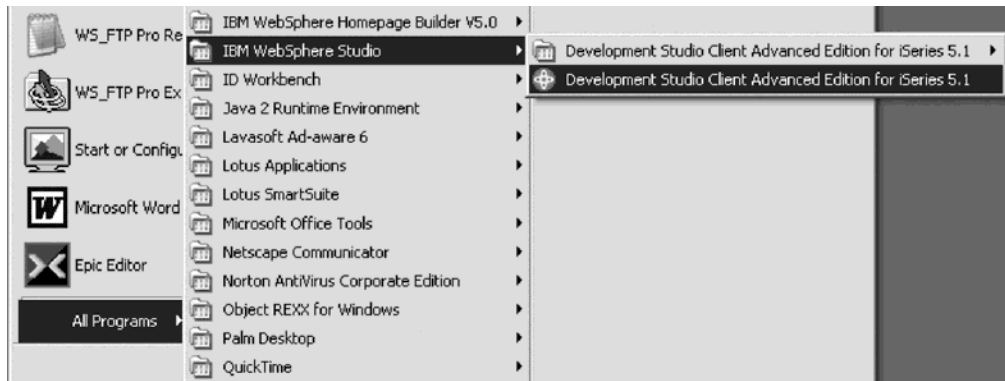 WS_FTP Pro Re
WS_FTP Pro Ex
Start or Configu
Microsoft Word
Epic Editor
All Programs
IBM WebSphere Homepage Builder V5.0
IBM WebSphere Studio
ID Workbench
Java 2 Runtime Environment
Lavasoft Ad-aware 6
Lotus Applications
Lotus SmartSuite
Microsoft Office Tools
Netscape Communicator
Norton AntiVirus Corporate Edition
Object REXX for Windows
Palm Desktop
QuickTime
Development Studio Client Advanced Edition for iSeries 5.1
Development Studio Client Advanced Edition for iSeries 5.1